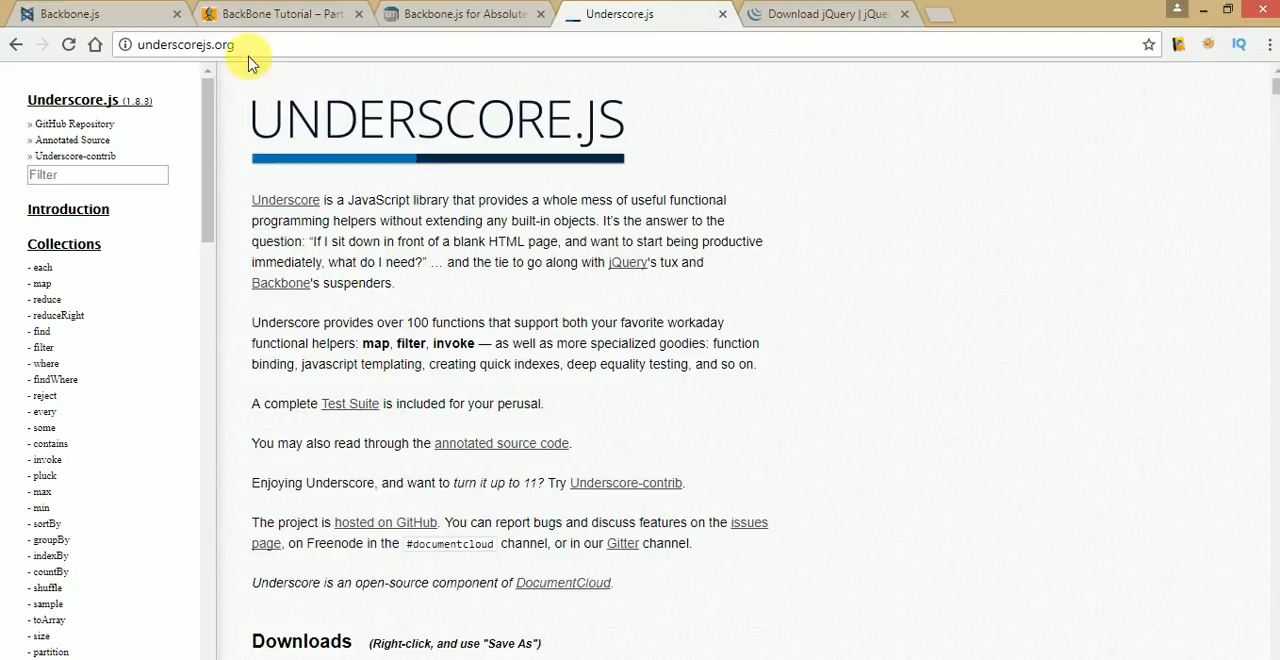 Backbone.js
BackBone Tutorial – Part
Backbone.js for Absolute
Underscore.js
Download jQuery | jQue
underscorejs.org
IQ
Underscore.js (1.8.3)
» GitHub Repository
» Annotated Source
» Underscore-contrib
Filter
Introduction
Collections
- each
- map
- reduce
- reduceRight
- find
- filter
- where
- findWhere
- reject
- every
- some
- contains
- invoke
- pluck
- max
- min
- sortBy
- groupBy
- indexBy
- countBy
- shuffle
- sample
- toArray
- size
- partition
UNDERSCORE.JS
Underscore is a JavaScript library that provides a whole mess of useful functional
programming helpers without extending any built-in objects. It's the answer to the
question: “If I sit down in front of a blank HTML page, and want to start being productive
immediately, what do I need?” … and the tie to go along with jQuery's tux and
Backbone's suspenders.
Underscore provides over 100 functions that support both your favorite workaday
functional helpers: map, filter, invoke — as well as more specialized goodies: function
binding, javascript templating, creating quick indexes, deep equality testing, and so on.
A complete Test Suite is included for your perusal.
You may also read through the annotated source code.
Enjoying Underscore, and want to turn it up to 11? Try Underscore-contrib.
The project is hosted on GitHub. You can report bugs and discuss features on the issues
page, on Freenode in the #documentcloud channel, or in our Gitter channel.
Underscore is an open-source component of DocumentCloud.
Downloads (Right-click, and use "Save As")